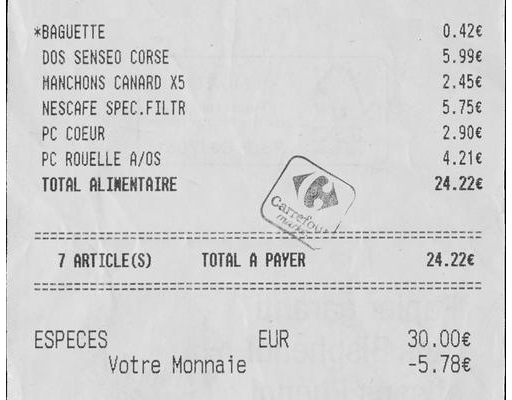 *BAGUETTE 0.42€
DOS SENSEO CORSE 5.99€
MANCHONS CANARD X5 2.45€
NESCAFE SPEC.FILTR 5.75€
PC COEUR 2.90€
PC ROUELLE A/OS 4.21€
TOTAL ALIMENTAIRE 24.22€
Carrefour
market
7 ARTICLE(S) TOTAL A PAYER 24.22€
ESPECES EUR 30.00€
Votre Monnaie -5.78€